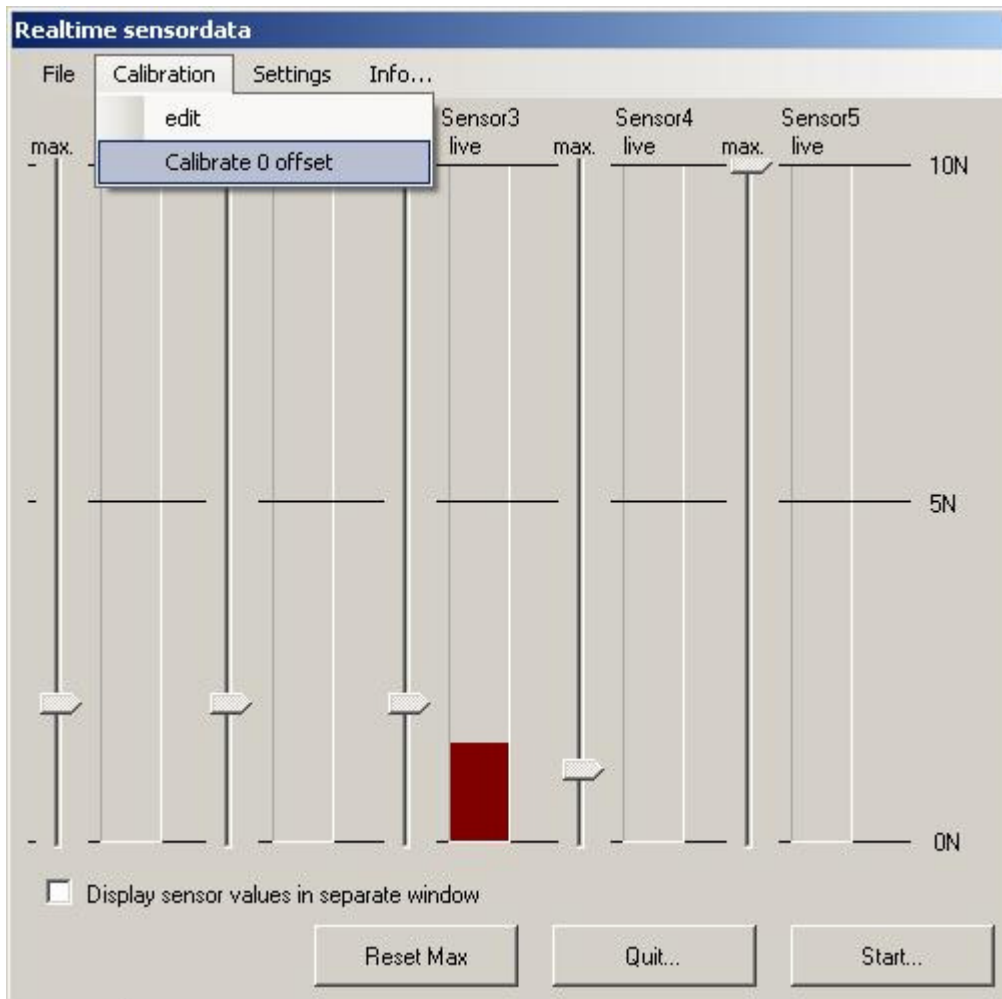 Realtime sensordata
File Calibration Settings Info...
edit
Calibrate 0 offset
Sensor3 Sensor4 Sensor5
max. live max. live max. live
10N
5N
0N
Display sensor values in separate window
Reset Max Quit... Start...